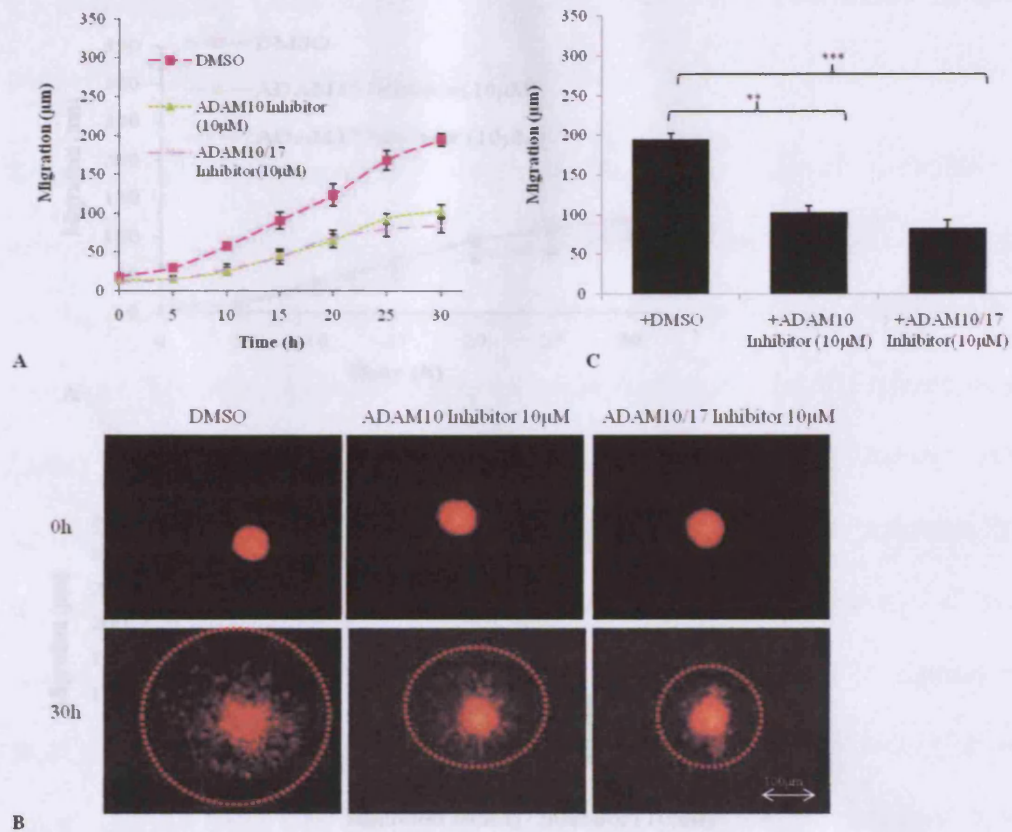 350
300
250
200
150
100
50
0
Migration (µm)
DMSO
ADAM10 Inhibitor
(10µM)
ADAM10/17
Inhibitor(10µM)
0 5 10 15 20 25 30
Time (h)
A
350
300
250
200
150
100
50
0
Migration (µm)
***
**
+DMSO
+ADAM10
Inhibitor(10µM)
+ADAM10/17
Inhibitor(10µM)
C
DMSO
ADAM10 Inhibitor 10µM
ADAM10/17 Inhibitor 10µM
0h
30h
100µm
B